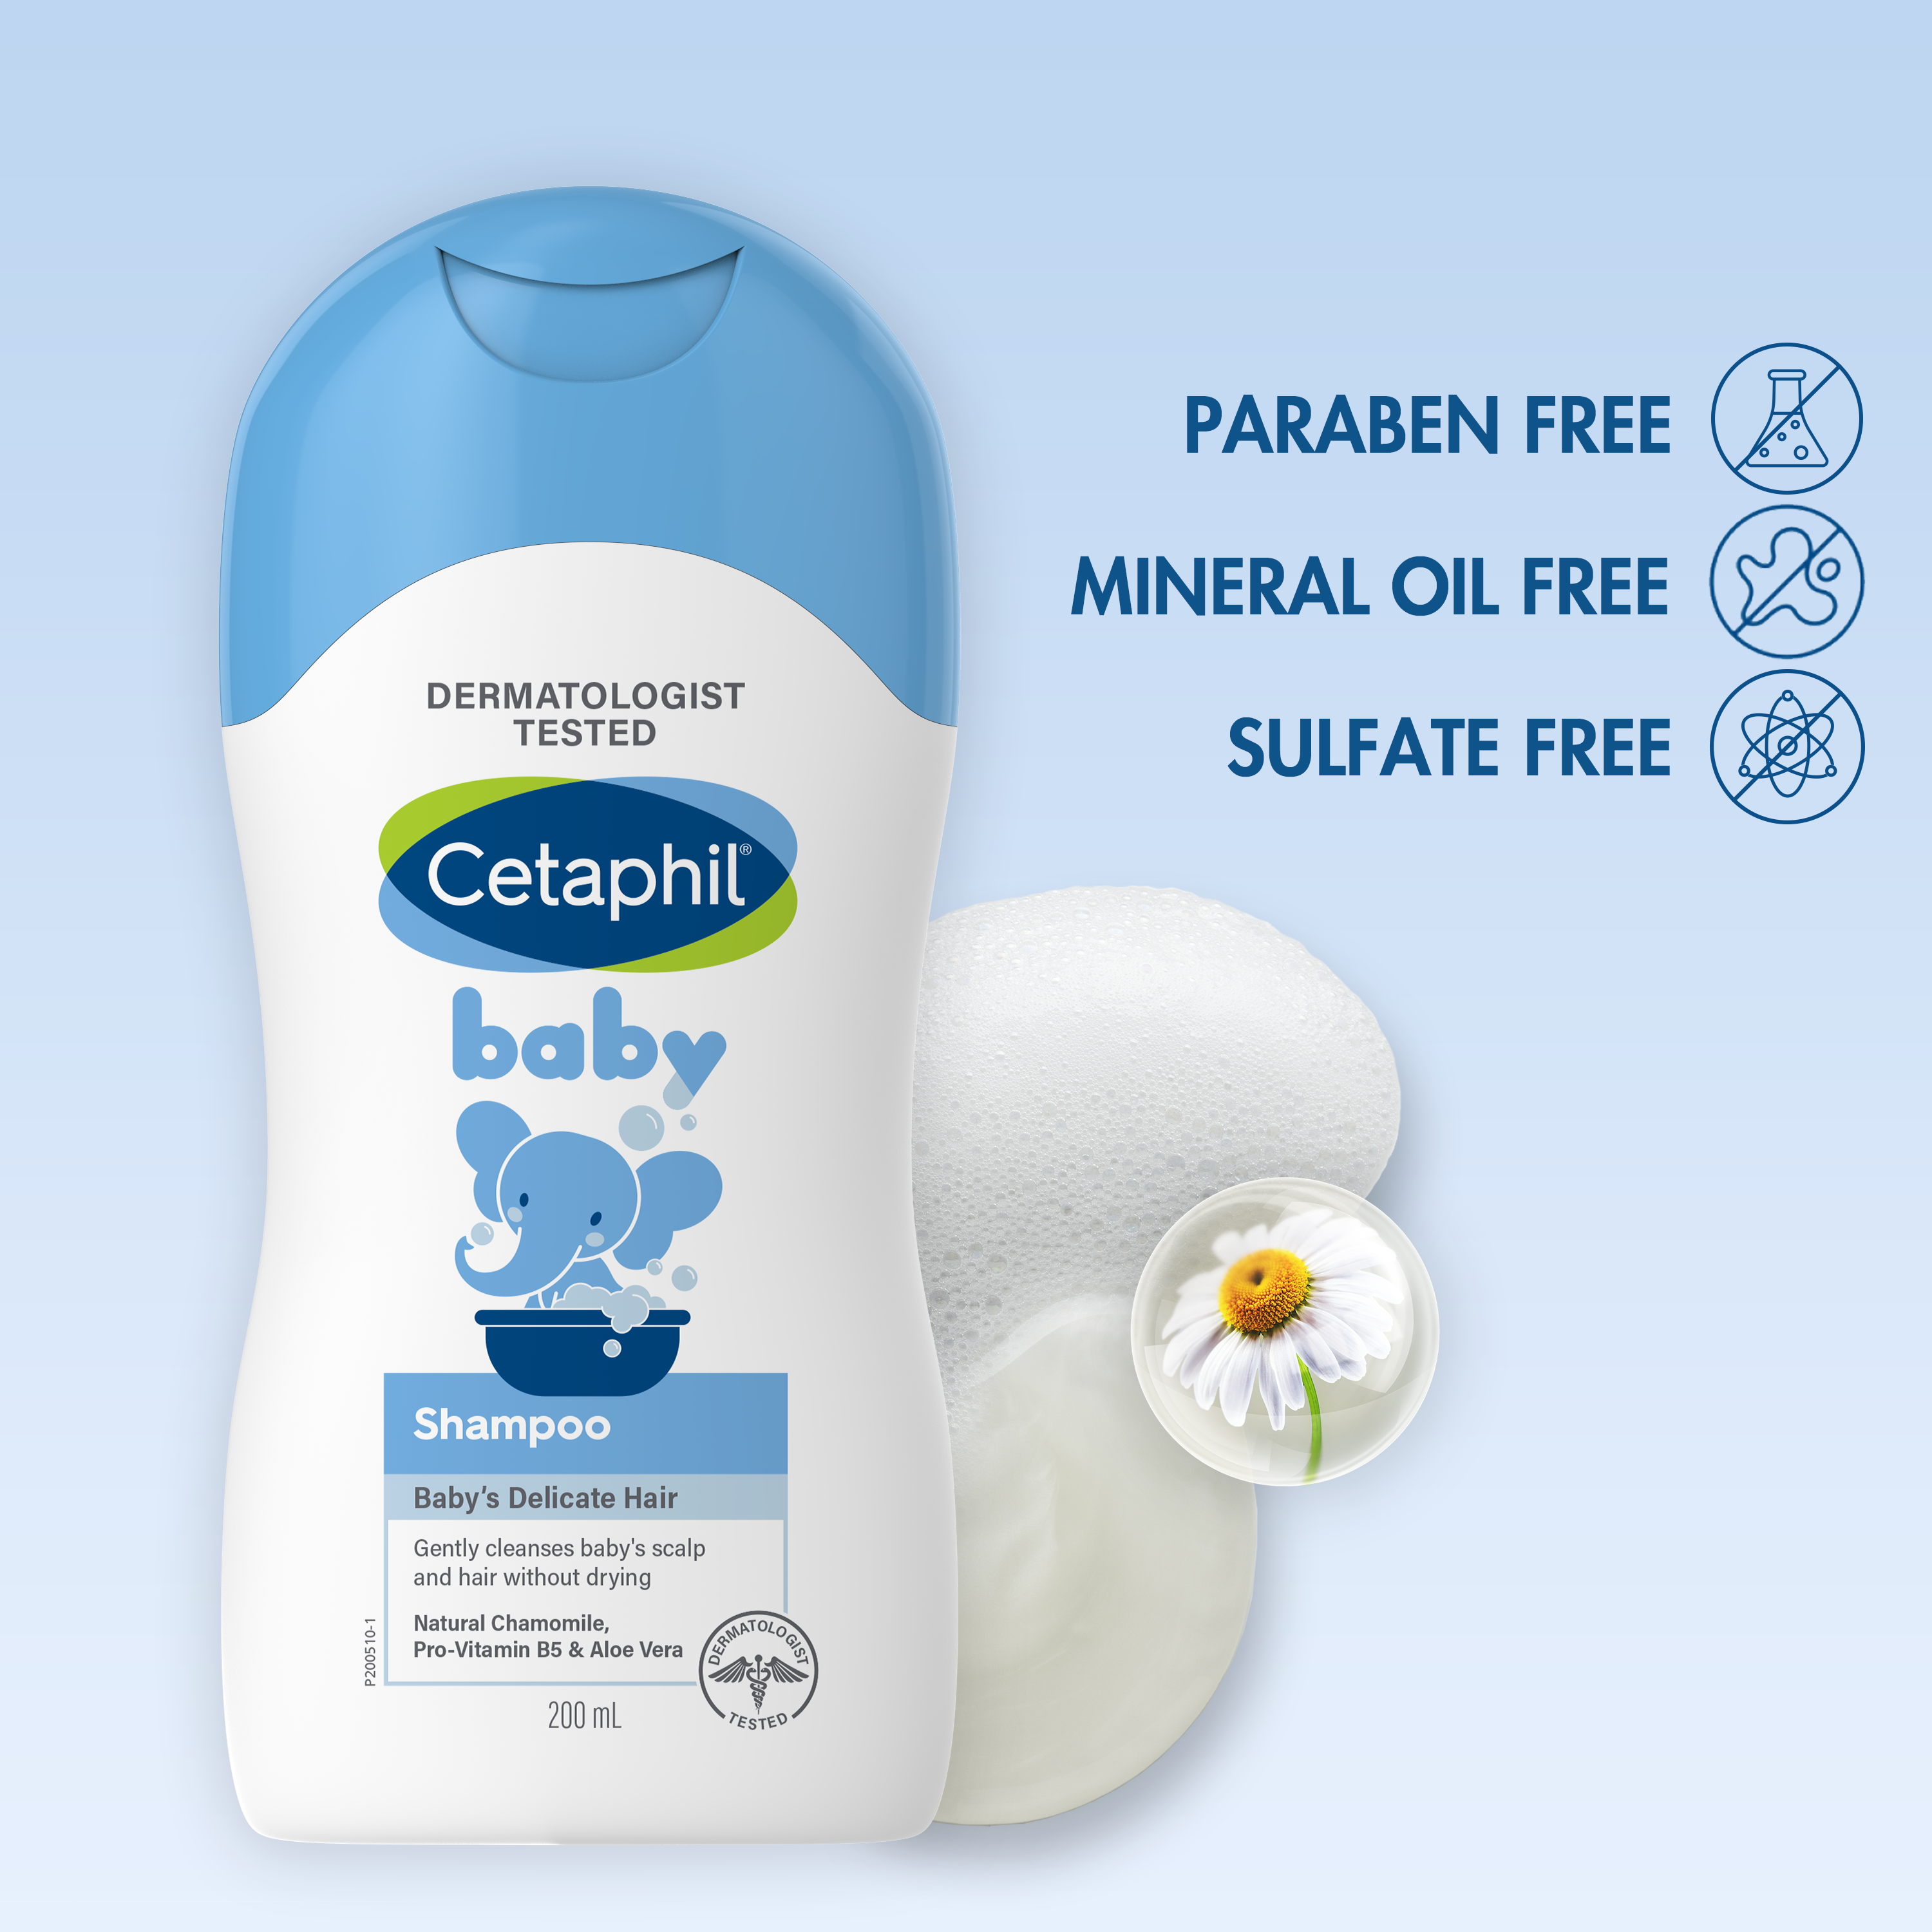 DERMATOLOGIST
TESTED
Cetaphil®
baby
Shampoo
Baby's Delicate Hair
Gently cleanses baby's scalp
and hair without drying
Natural Chamomile,
Pro-Vitamin B5 & Aloe Vera
P200510-1
DERMATOLOGIST
TESTED
200 mL
PARABEN FREE
MINERAL OIL FREE
SULFATE FREE